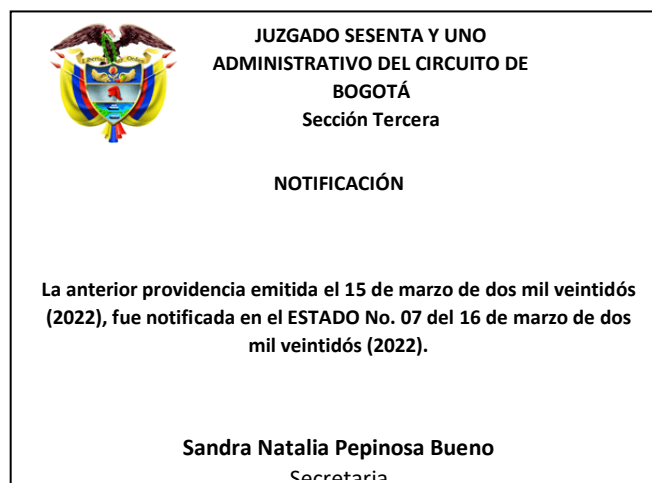 JUZGADO SESENTA Y UNO
ADMINISTRATIVO DEL CIRCUITO DE
BOGOTÁ
Sección Tercera
NOTIFICACIÓN
La anterior providencia emitida el 15 de marzo de dos mil veintidós
(2022), fue notificada en el ESTADO No. 07 del 16 de marzo de dos
mil veintidós (2022).
Sandra Natalia Pepinosa Bueno
Secretaria